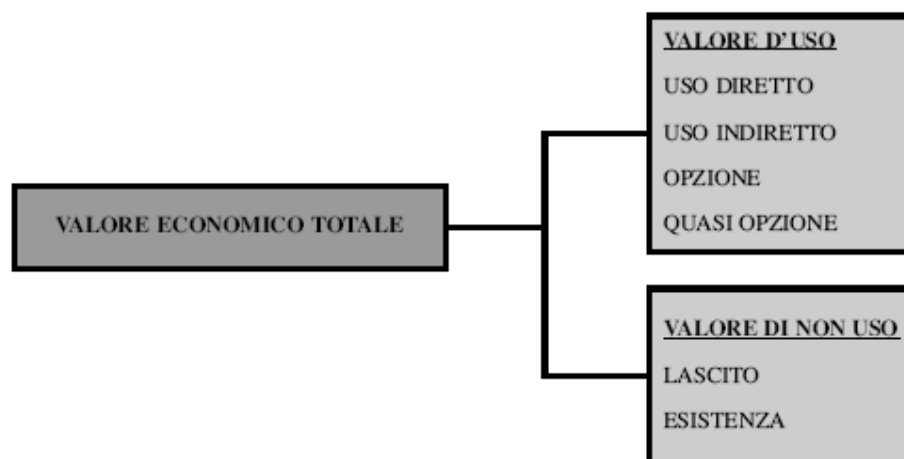 VALORE ECONOMICO TOTALE
VALORE D'USO
USO DIRETTO
USO INDIRETTO
OPZIONE
QUASI OPZIONE
VALORE DI NON USO
LASCITO
ESISTENZA